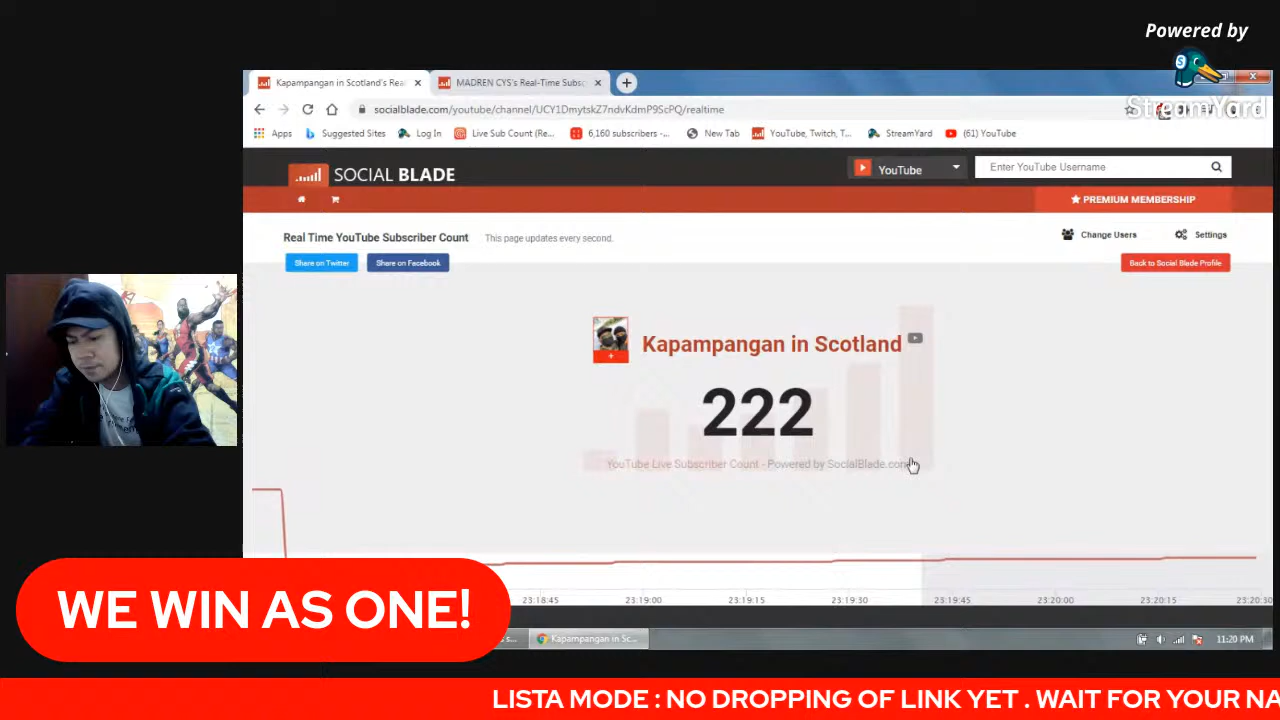 Powered by
StreamYard
Kapampangan in Scotland's Rea
MADREN CYS's Real-Time Subsc
socialblade.com/youtube/channel/UCY1DmytskZ7ndvKdmP9ScPQ/realtime
Apps
Suggested Sites
Log In
Live Sub Count (Re...
6,160 subscribers -...
New Tab
YouTube, Twitch, T...
StreamYard
(61) YouTube
SOCIAL BLADE
YouTube
Enter YouTube Username
PREMIUM MEMBERSHIP
Real Time YouTube Subscriber Count
This page updates every second.
Change Users
Settings
Share on Twitter
Share on Facebook
Back to Social Blade Profile
Kapampangan in Scotland
222
YouTube Live Subscriber Count - Powered by SocialBlade.com
23:18:45
23:19:00
23:19:15
23:19:30
23:19:45
23:20:00
23:20:15
23:20:30
WE WIN AS ONE!
Kapampangan in Sc...
11:20 PM
LISTA MODE : NO DROPPING OF LINK YET . WAIT FOR YOUR NA